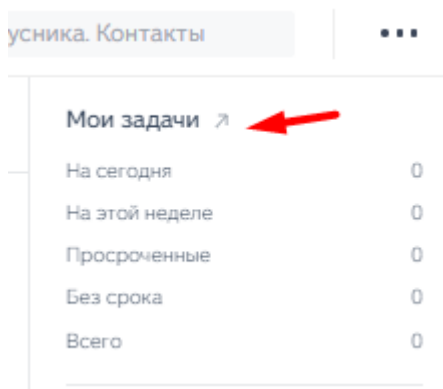 усника. Контакты
Мои задачи
На сегодня 0
На этой неделе 0
Просроченные 0
Без срока 0
Всего 0